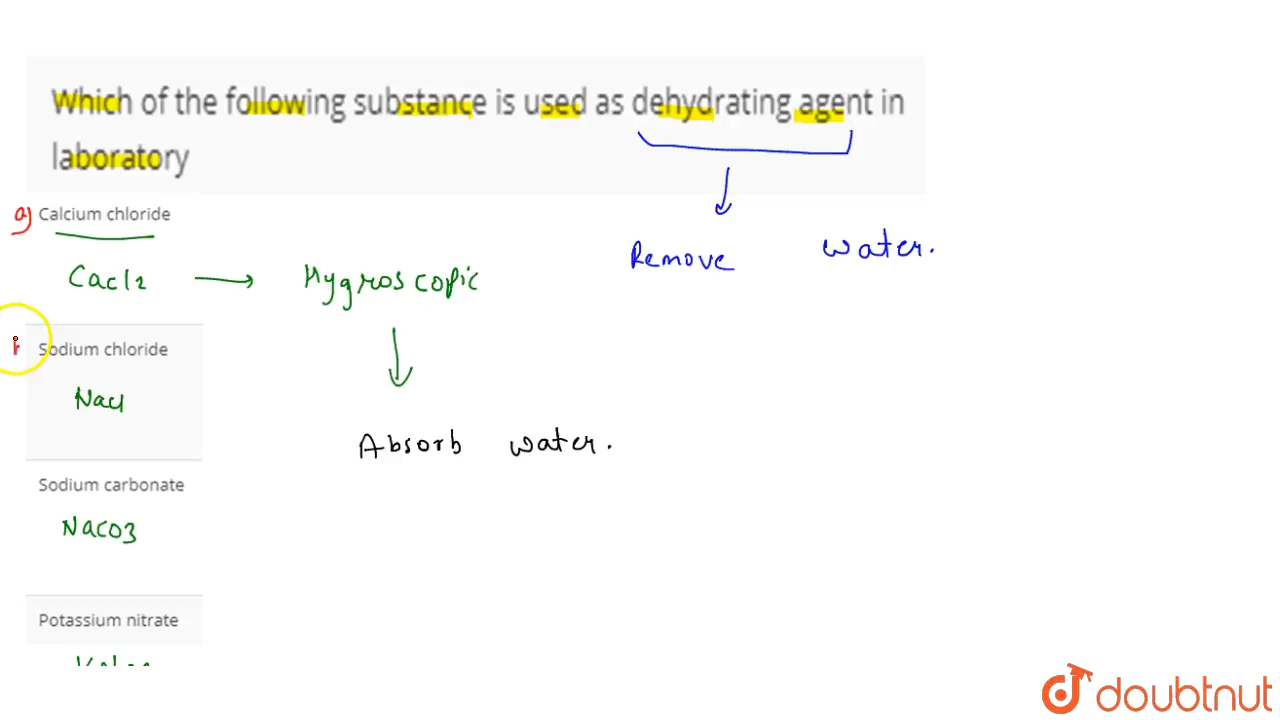 Which of the following substance is used as dehydrating agent in
laboratory
a) Calcium chloride
Remove water.
Cacl2 → Hygroscopic
Sodium chloride
Nacl
Absorb water.
Sodium carbonate
NaCO3
Potassium nitrate
doubtnut